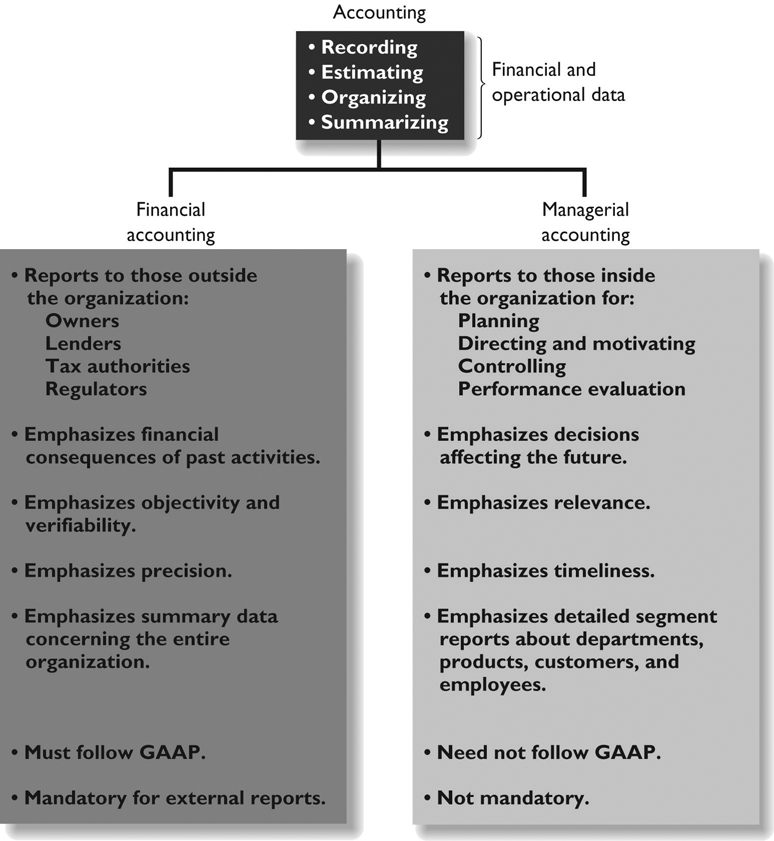 Accounting
• Recording
• Estimating
• Organizing
• Summarizing
Financial and
operational data
Financial
accounting
• Reports to those outside
the organization:
Owners
Lenders
Tax authorities
Regulators
• Emphasizes financial
consequences of past activities.
• Emphasizes objectivity and
verifiability.
• Emphasizes precision.
• Emphasizes summary data
concerning the entire
organization.
• Must follow GAAP.
• Mandatory for external reports.
Managerial
accounting
• Reports to those inside
the organization for:
Planning
Directing and motivating
Controlling
Performance evaluation
• Emphasizes decisions
affecting the future.
• Emphasizes relevance.
• Emphasizes timeliness.
• Emphasizes detailed segment
reports about departments,
products, customers, and
employees.
• Need not follow GAAP.
• Not mandatory.